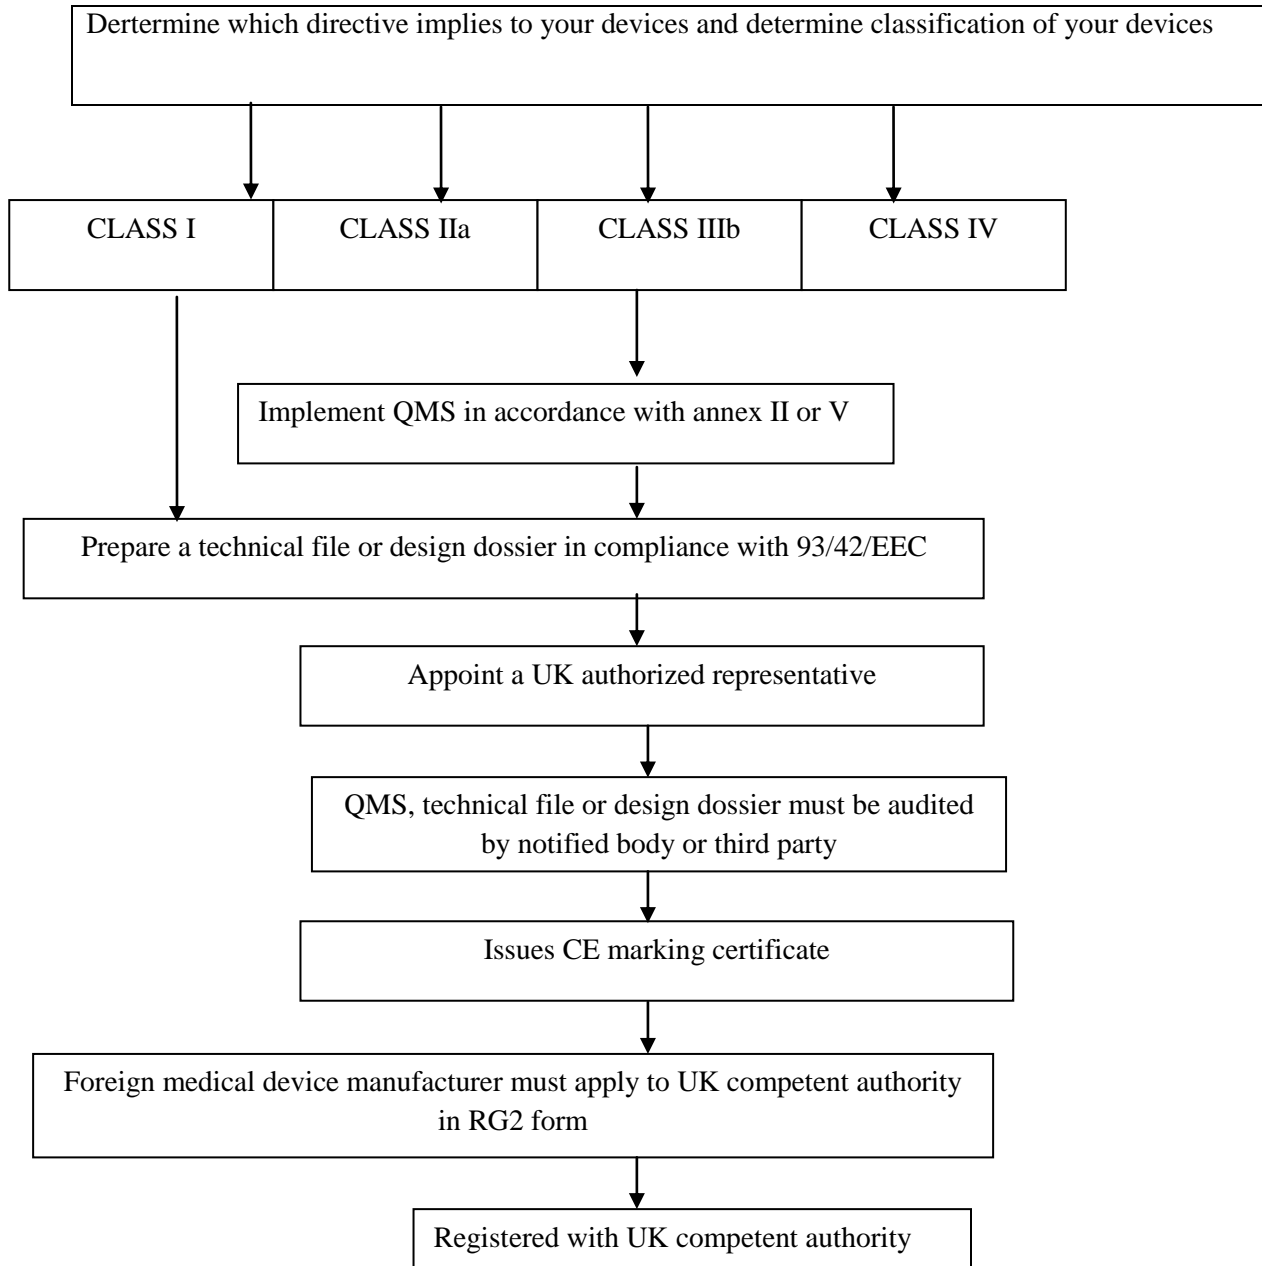 Dertermine which directive implies to your devices and determine classification of your devices
CLASS I
CLASS IIa
CLASS IIIb
CLASS IV
Implement QMS in accordance with annex II or V
Prepare a technical file or design dossier in compliance with 93/42/EEC
Appoint a UK authorized representative
QMS, technical file or design dossier must be audited
by notified body or third party
Issues CE marking certificate
Foreign medical device manufacturer must apply to UK competent authority
in RG2 form
Registered with UK competent authority